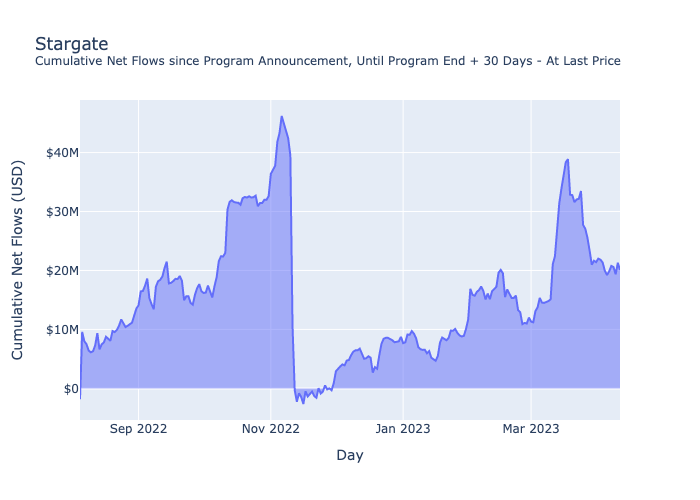 Stargate
Cumulative Net Flows since Program Announcement, Until Program End + 30 Days - At Last Price
Cumulative Net Flows (USD)
$40M
$30M
$20M
$10M
$0
Sep 2022
Nov 2022
Jan 2023
Mar 2023
Day